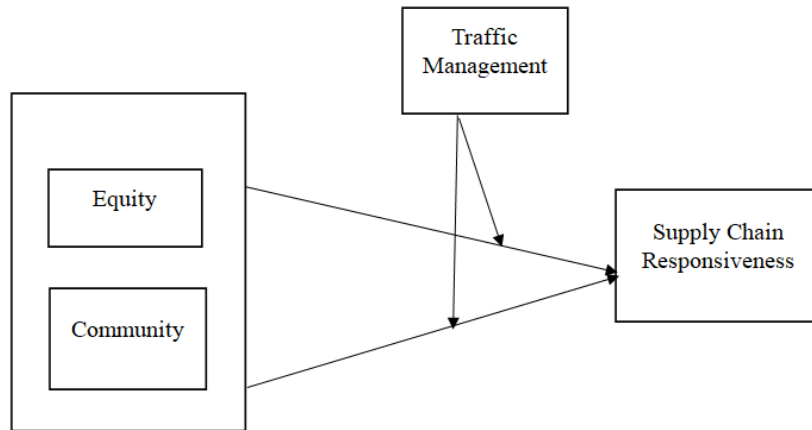 Traffic
Management
Equity
Supply Chain
Responsiveness
Community